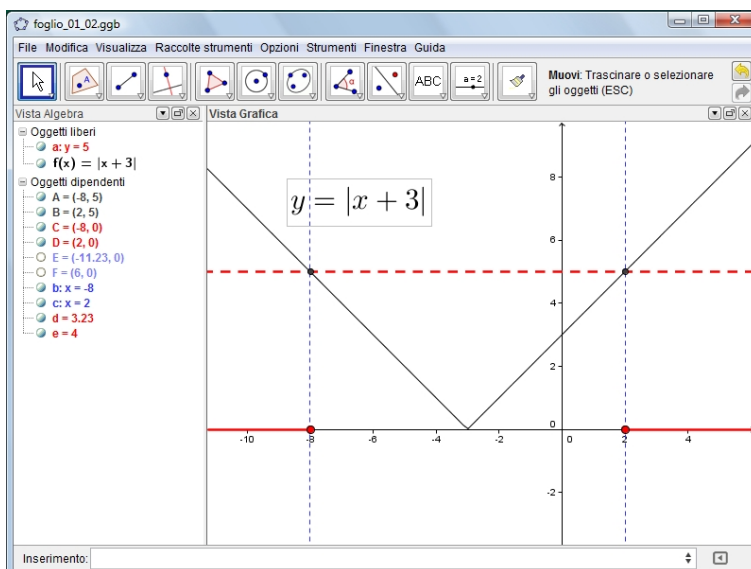 foglio_01_02.ggb
File Modifica Visualizza Raccolte strumenti Opzioni Strumenti Finestra Guida
A
α
ABC
a=2
Muovi: Trascinare o selezionare
gli oggetti (ESC)
Vista Algebra
Oggetti liberi
a: y = 5
f(x) = |x + 3|
Oggetti dipendenti
A = (-8, 5)
B = (2, 5)
C = (-8, 0)
D = (2, 0)
E = (-11.23, 0)
F = (6, 0)
b: x = -8
c: x = 2
d = 3.23
e = 4
Vista Grafica
y = |x + 3|
8
6
4
2
0
-10 -8 -6 -4 -2 0 2 4
-2
Inserimento: